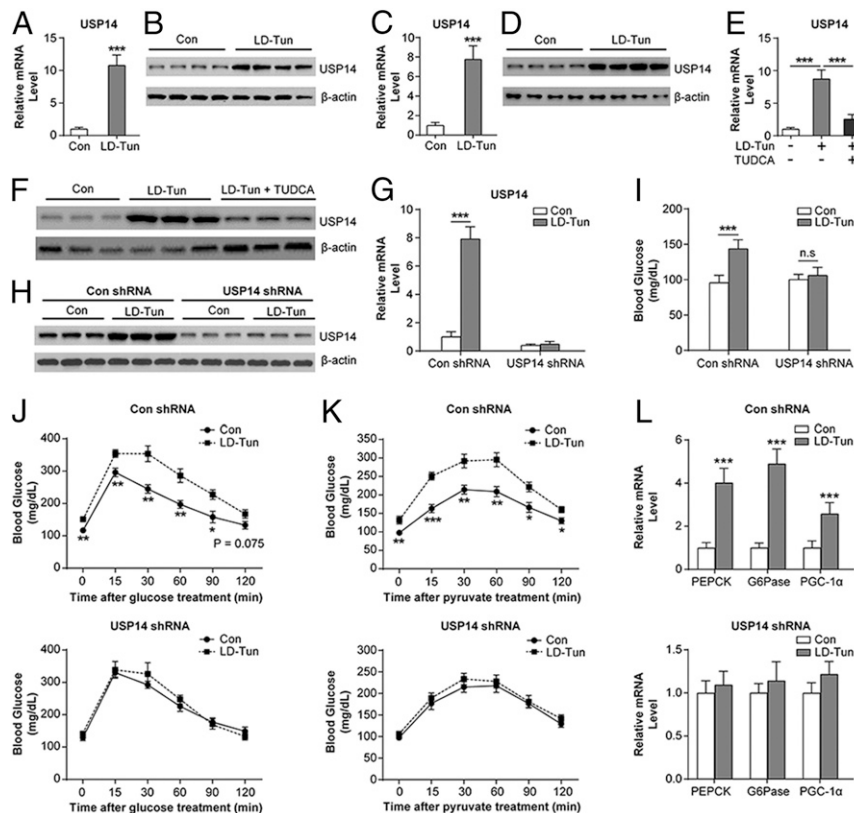 A
USP14
Relative mRNA
Level
15
10
5
0
***
Con
LD-Tun
B
Con
LD-Tun
USP14
β-actin
C
USP14
Relative mRNA
Level
10
8
6
4
2
0
***
Con
LD-Tun
D
Con
LD-Tun
USP14
β-actin
E
USP14
Relative mRNA
Level
15
10
5
0
***
***
LD-Tun - + +
TUDCA - - +
F
Con
LD-Tun
LD-Tun + TUDCA
USP14
β-actin
G
USP14
Relative mRNA
Level
10
8
6
4
2
0
***
Con
LD-Tun
Con shRNA
USP14 shRNA
H
Con shRNA
USP14 shRNA
Con
LD-Tun
Con
LD-Tun
USP14
β-actin
I
Blood Glucose
(mg/dL)
200
150
100
50
0
***
n.s
Con
LD-Tun
Con shRNA
USP14 shRNA
J
Con shRNA
Blood Glucose
(mg/dL)
400
300
200
100
0
Con
LD-Tun
**
**
**
**
*
P = 0.075
0 15 30 60 90 120
Time after glucose treatment (min)
USP14 shRNA
Blood Glucose
(mg/dL)
400
300
200
100
0
Con
LD-Tun
0 15 30 60 90 120
Time after glucose treatment (min)
K
Con shRNA
Blood Glucose
(mg/dL)
350
300
250
200
150
100
50
0
Con
LD-Tun
**
***
**
**
*
*
0 15 30 60 90 120
Time after pyruvate treatment (min)
USP14 shRNA
Blood Glucose
(mg/dL)
350
300
250
200
150
100
50
0
Con
LD-Tun
0 15 30 60 90 120
Time after pyruvate treatment (min)
L
Con shRNA
Relative mRNA
Level
6
4
2
0
Con
LD-Tun
***
***
***
PEPCK G6Pase PGC-1α
USP14 shRNA
Relative mRNA
Level
1.5
1.0
0.5
0.0
Con
LD-Tun
PEPCK G6Pase PGC-1α